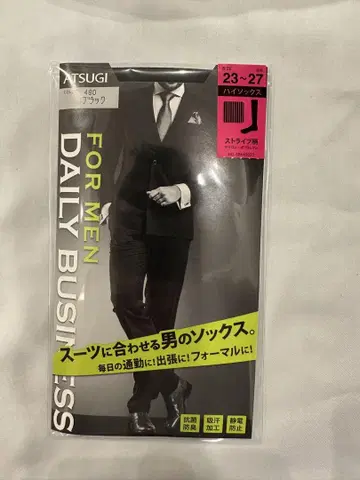 ATSUGI
480
ブラック
23~27
ハイソックス
ストライプ柄
FOR MEN
DAILY BUSINESS
スーツに合わせる男のソックス。
毎日の通勤に!出張に!フォーマルに!
抗菌
防臭
吸汗
加工
静電
防止